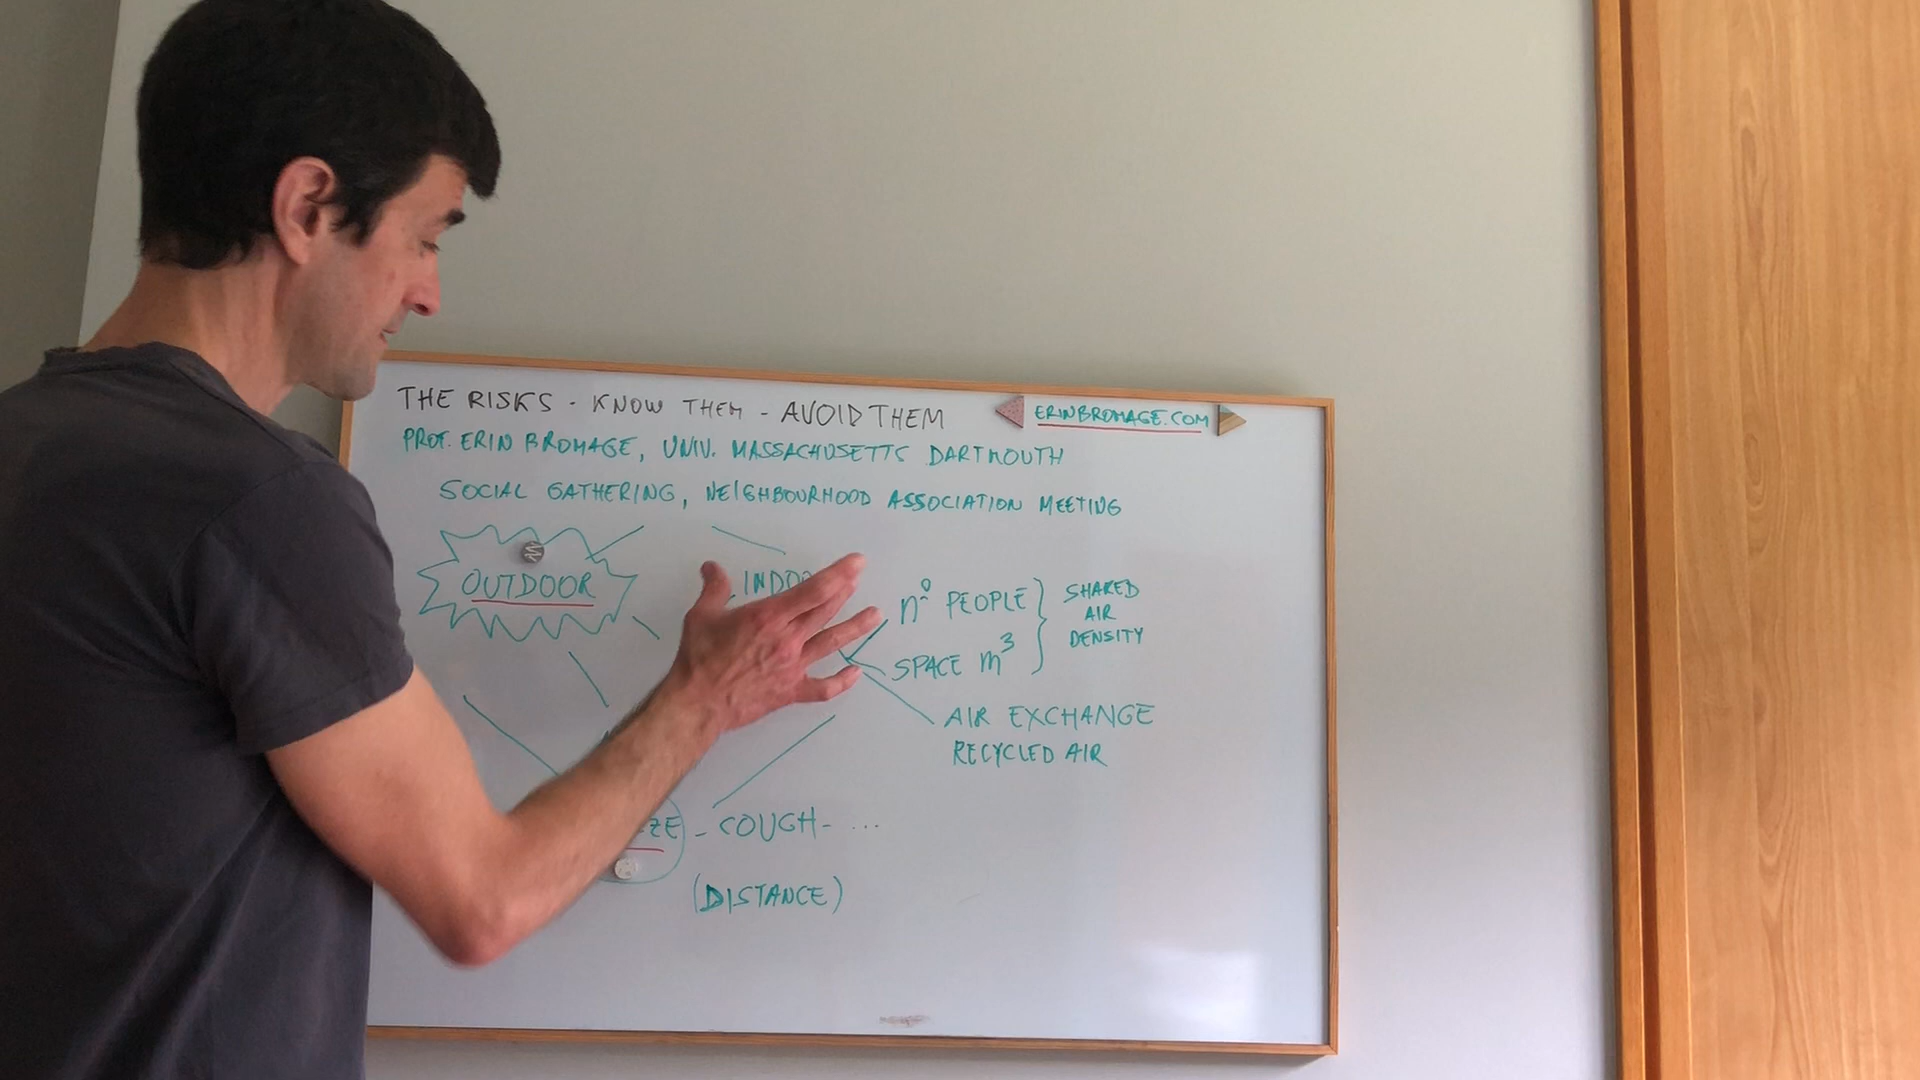 THE RISKS - KNOW THEM - AVOID THEM
ERINBROMAGE.COM
PROF. ERIN BROMAGE, UNIV. MASSACHUSETTS DARTMOUTH
SOCIAL GATHERING, NEIGHBOURHOOD ASSOCIATION MEETING
OUTDOOR
nº PEOPLE
SPACE m³
SHARED
AIR
DENSITY
AIR EXCHANGE
RECYCLED AIR
- COUGH - ...
(DISTANCE)